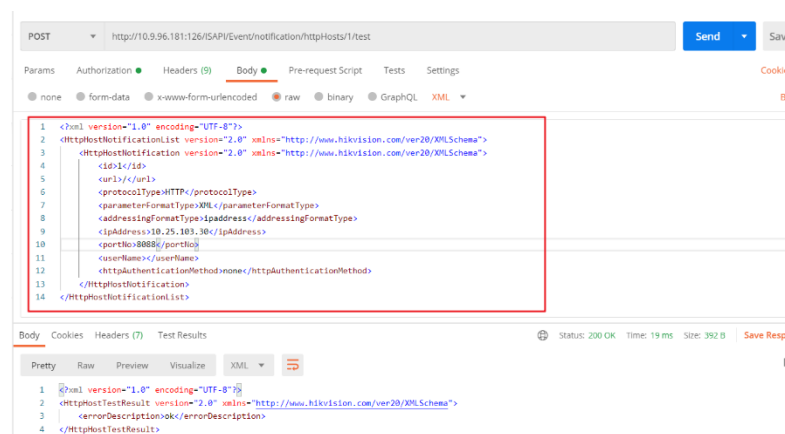 POST http://10.9.96.181:126/ISAPI/Event/notification/httpHosts/1/test Send Sav
Params Authorization Headers (9) Body Pre-request Script Tests Settings Cookie
none form-data x-www-form-urlencoded raw binary GraphQL XML B
1 <?xml version="1.0" encoding="UTF-8"?>
2 <HttpHostNotificationList version="2.0" xmlns="http://www.hikvision.com/ver20/XMLSchema">
3 <HttpHostNotification version="2.0" xmlns="http://www.hikvision.com/ver20/XMLSchema">
4 <id>1</id>
5 <url>/</url>
6 <protocolType>HTTP</protocolType>
7 <parameterFormatType>XML</parameterFormatType>
8 <addressingFormatType>ipaddress</addressingFormatType>
9 <ipAddress>10.25.103.30</ipAddress>
10 <portNo>8088</portNo>
11 <userName></userName>
12 <httpAuthenticationMethod>none</httpAuthenticationMethod>
13 </HttpHostNotification>
14 </HttpHostNotificationList>
Body Cookies Headers (7) Test Results Status: 200 OK Time: 19 ms Size: 392 B Save Resp
Pretty Raw Preview Visualize XML
1 <?xml version="1.0" encoding="UTF-8"?>
2 <HttpHostTestResult version="2.0" xmlns="http://www.hikvision.com/ver20/XMLSchema">
3 <errorDescription>ok</errorDescription>
4 </HttpHostTestResult>